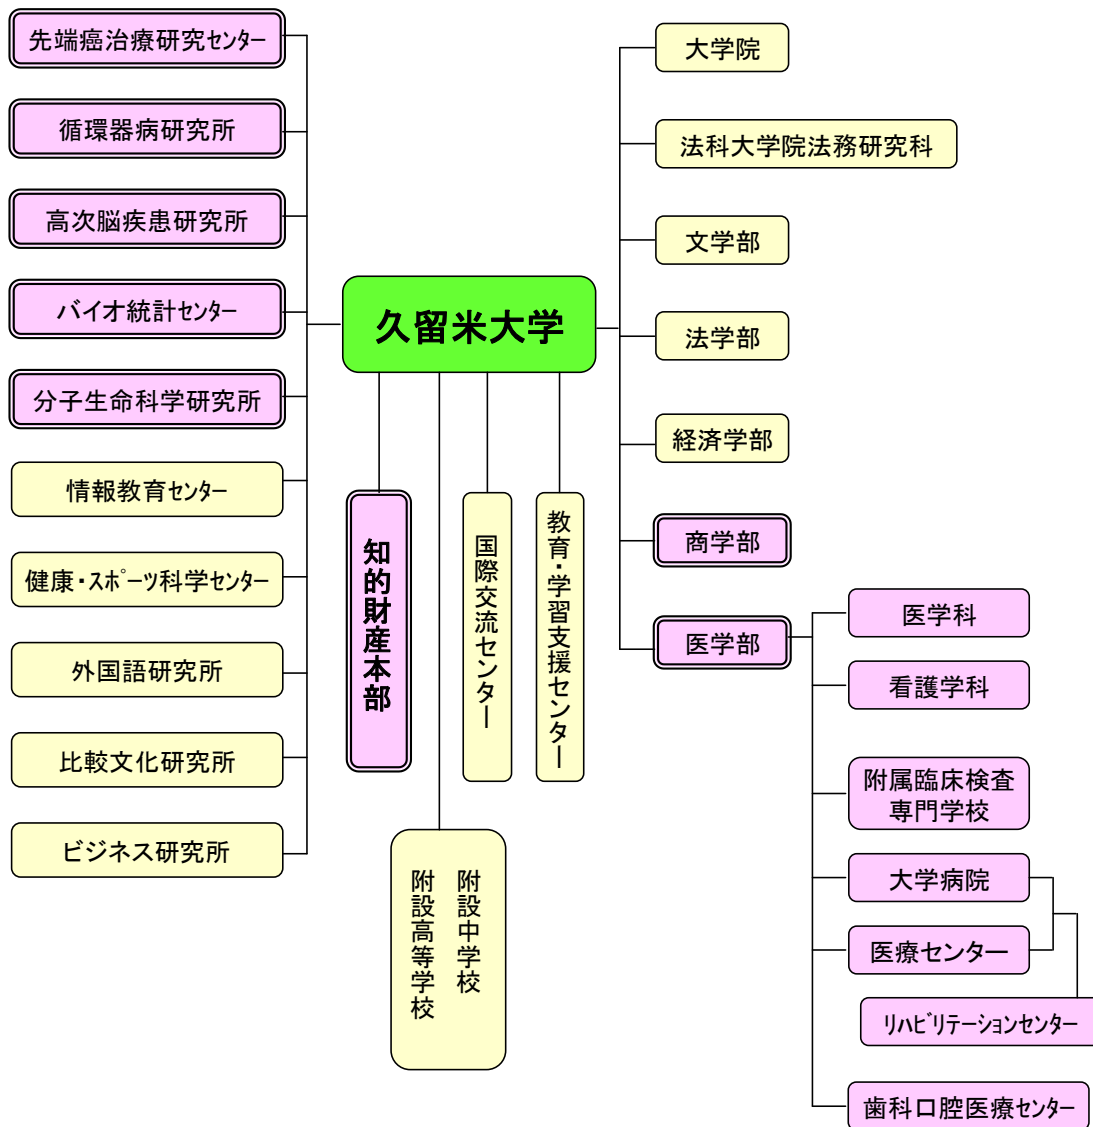 先端癌治療研究ｾﾝﾀｰ
循環器病研究所
高次脳疾患研究所
バイオ統計ｾﾝﾀｰ
分子生命科学研究所
情報教育ｾﾝﾀｰ
健康・ｽﾎﾟｰﾂ科学ｾﾝﾀｰ
外国語研究所
比較文化研究所
ビジネス研究所
久留米大学
知的財産本部
附設中学校
附設高等学校
国際交流センター
教育・学習支援センター
大学院
法科大学院法務研究科
文学部
法学部
経済学部
商学部
医学部
医学科
看護学科
附属臨床検査
専門学校
大学病院
医療センター
ﾘﾊﾋﾞﾘﾃｰｼｮﾝｾﾝﾀｰ
歯科口腔医療ｾﾝﾀｰ